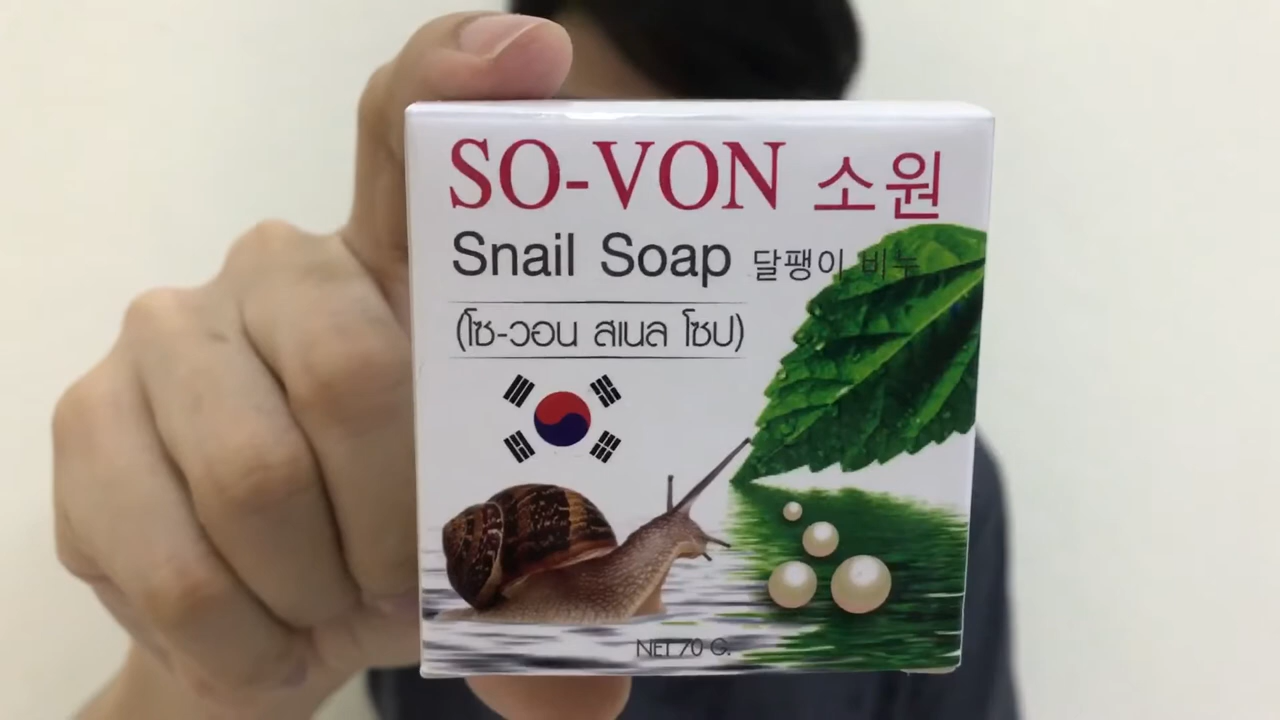 SO-VON 소원
Snail Soap 달팽이 비누
(โซ-วอน สเนล โซป)
NET 70 G.